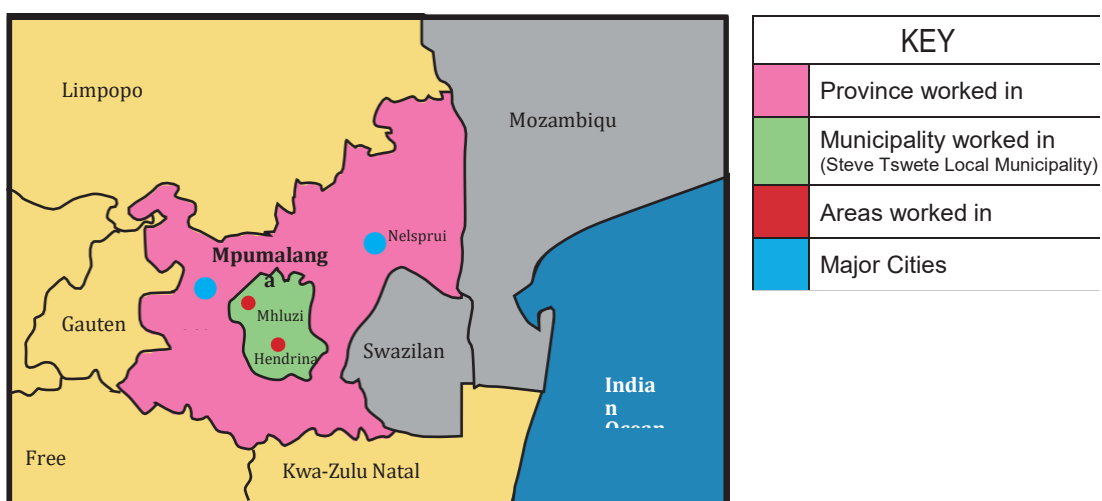 Limpopo
Mozambiqu
Nelsprui
Mpumalang
a
Mhluzi
Gauten
Hendrina
Swazilan
India
n
Ocean
Free
Kwa-Zulu Natal
KEY
Province worked in
Municipality worked in
(Steve Tswete Local Municipality)
Areas worked in
Major Cities